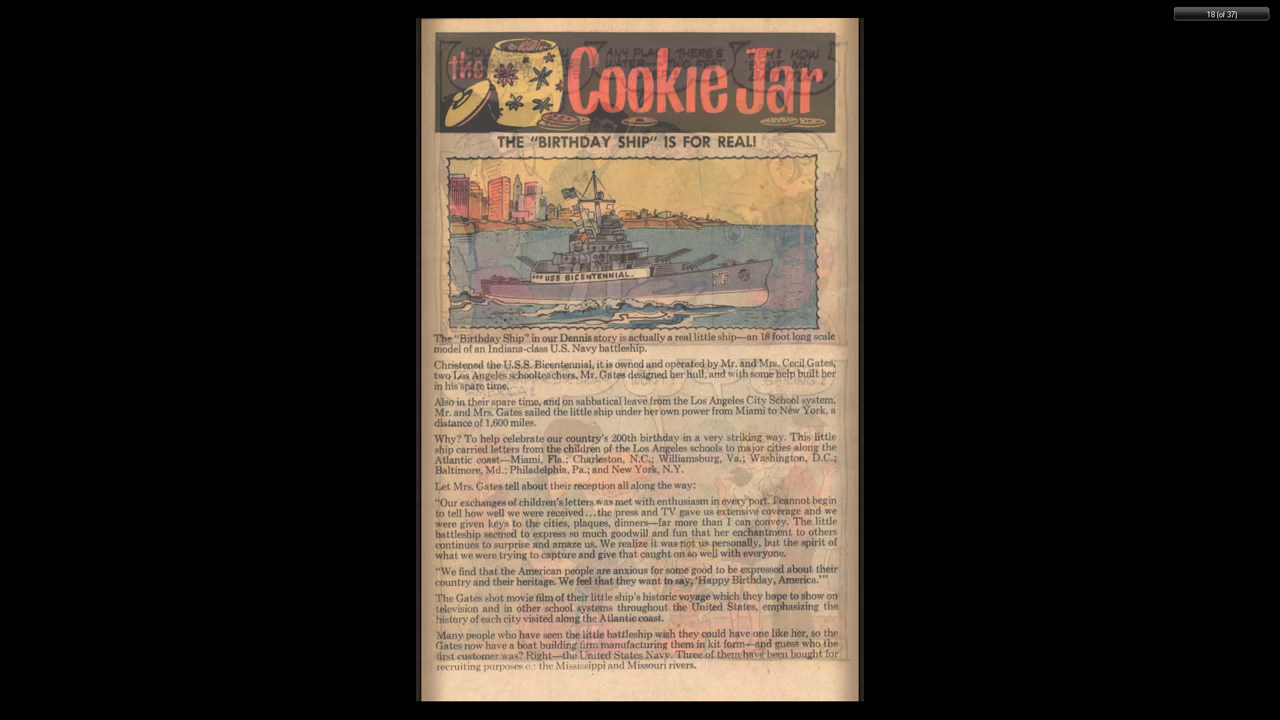 18 (of 37)
the Cookie Jar
THE "BIRTHDAY SHIP" IS FOR REAL!
USS BICENTENNIAL
76
The "Birthday Ship" in our Dennis story is actually a real little ship—an 18 foot long scale
model of an Indiana-class U.S. Navy battleship.
Christened the U.S.S. Bicentennial, it is owned and operated by Mr. and Mrs. Cecil Gates,
two Los Angeles schoolteachers. Mr. Gates designed her hull, and with some help built her
in his spare time.
Also in their spare time, and on sabbatical leave from the Los Angeles City School system,
Mr. and Mrs. Gates sailed the little ship under her own power from Miami to New York, a
distance of 1,600 miles.
Why? To help celebrate our country's 200th birthday in a very striking way. This little
ship carried letters from the children of the Los Angeles schools to major cities along the
Atlantic coast—Miami, Fla.; Charleston, N.C.; Williamsburg, Va.; Washington, D.C.;
Baltimore, Md.; Philadelphia, Pa.; and New York, N.Y.
Let Mrs. Gates tell about their reception all along the way:
"Our exchanges of children's letters was met with enthusiasm in every port. I cannot begin
to tell how well we were received...the press and TV gave us extensive coverage and we
were given keys to the cities, plaques, dinners—far more than I can convey. The little
battleship seemed to express so much goodwill and fun that her enchantment to others
continues to surprise and amaze us. We realize it was not us personally, but the spirit of
what we were trying to capture and give that caught on so well with everyone.
"We find that the American people are anxious for some good to be expressed about their
country and their heritage. We feel that they want to say, 'Happy Birthday, America.'"
The Gates shot movie film of their little ship's historic voyage which they hope to show on
television and in other school systems throughout the United States, emphasizing the
history of each city visited along the Atlantic coast.
Many people who have seen the little battleship wish they could have one like her, so the
Gates now have a boat building firm manufacturing them in kit form—and guess who the
first customer was? Right—the United States Navy. Three of them have been bought for
recruiting purposes on the Mississippi and Missouri rivers.